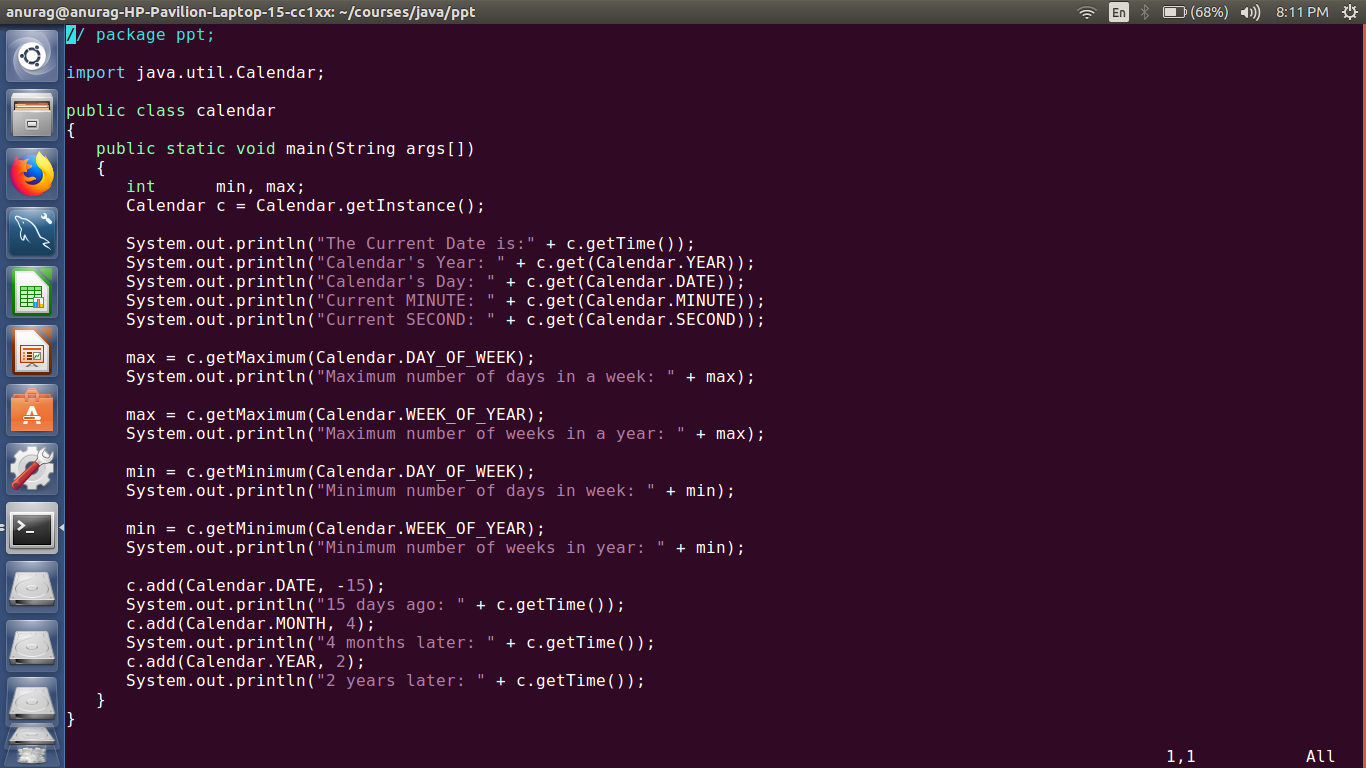 anurag@anurag-HP-Pavilion-Laptop-15-cc1xx: ~/courses/java/ppt
En
(68%)
8:11 PM
// package ppt;
import java.util.Calendar;
public class calendar
{
   public static void main(String args[])
   {
      int      min, max;
      Calendar c = Calendar.getInstance();
      System.out.println("The Current Date is:" + c.getTime());
      System.out.println("Calendar's Year: " + c.get(Calendar.YEAR));
      System.out.println("Calendar's Day: " + c.get(Calendar.DATE));
      System.out.println("Current MINUTE: " + c.get(Calendar.MINUTE));
      System.out.println("Current SECOND: " + c.get(Calendar.SECOND));
      max = c.getMaximum(Calendar.DAY_OF_WEEK);
      System.out.println("Maximum number of days in a week: " + max);
      max = c.getMaximum(Calendar.WEEK_OF_YEAR);
      System.out.println("Maximum number of weeks in a year: " + max);
      min = c.getMinimum(Calendar.DAY_OF_WEEK);
      System.out.println("Minimum number of days in week: " + min);
      min = c.getMinimum(Calendar.WEEK_OF_YEAR);
      System.out.println("Minimum number of weeks in year: " + min);
      c.add(Calendar.DATE, -15);
      System.out.println("15 days ago: " + c.getTime());
      c.add(Calendar.MONTH, 4);
      System.out.println("4 months later: " + c.getTime());
      c.add(Calendar.YEAR, 2);
      System.out.println("2 years later: " + c.getTime());
   }
}
1,1 All